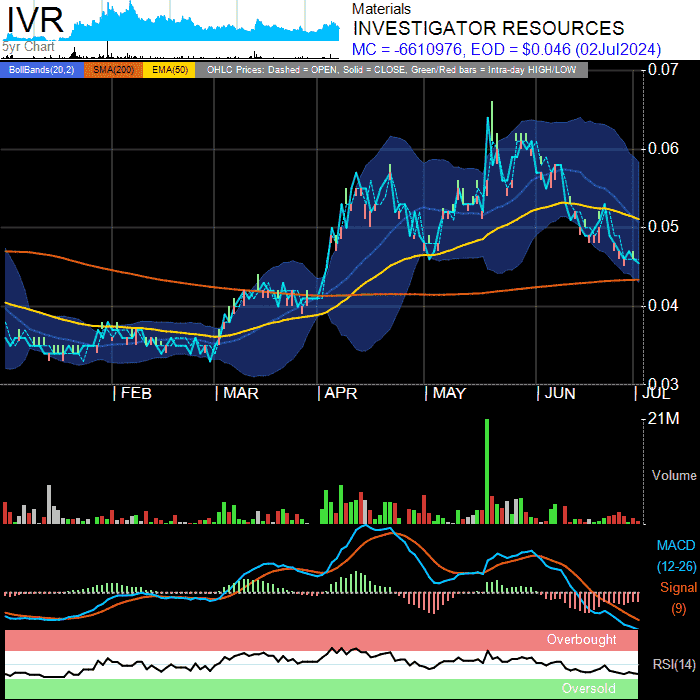 IVR
5yr Chart
Materials
INVESTIGATOR RESOURCES
MC = -6610976, EOD = $0.046 (02Jul2024)
BollBands(20,2) SMA(200) EMA(50) OHLC Prices: Dashed = OPEN, Solid = CLOSE, Green/Red bars = Intra-day HIGH/LOW
0.07
0.06
0.05
0.04
0.03
FEB MAR APR MAY JUN JUL
21M
Volume
MACD
(12-26)
Signal
(9)
Overbought
RSI(14)
Oversold